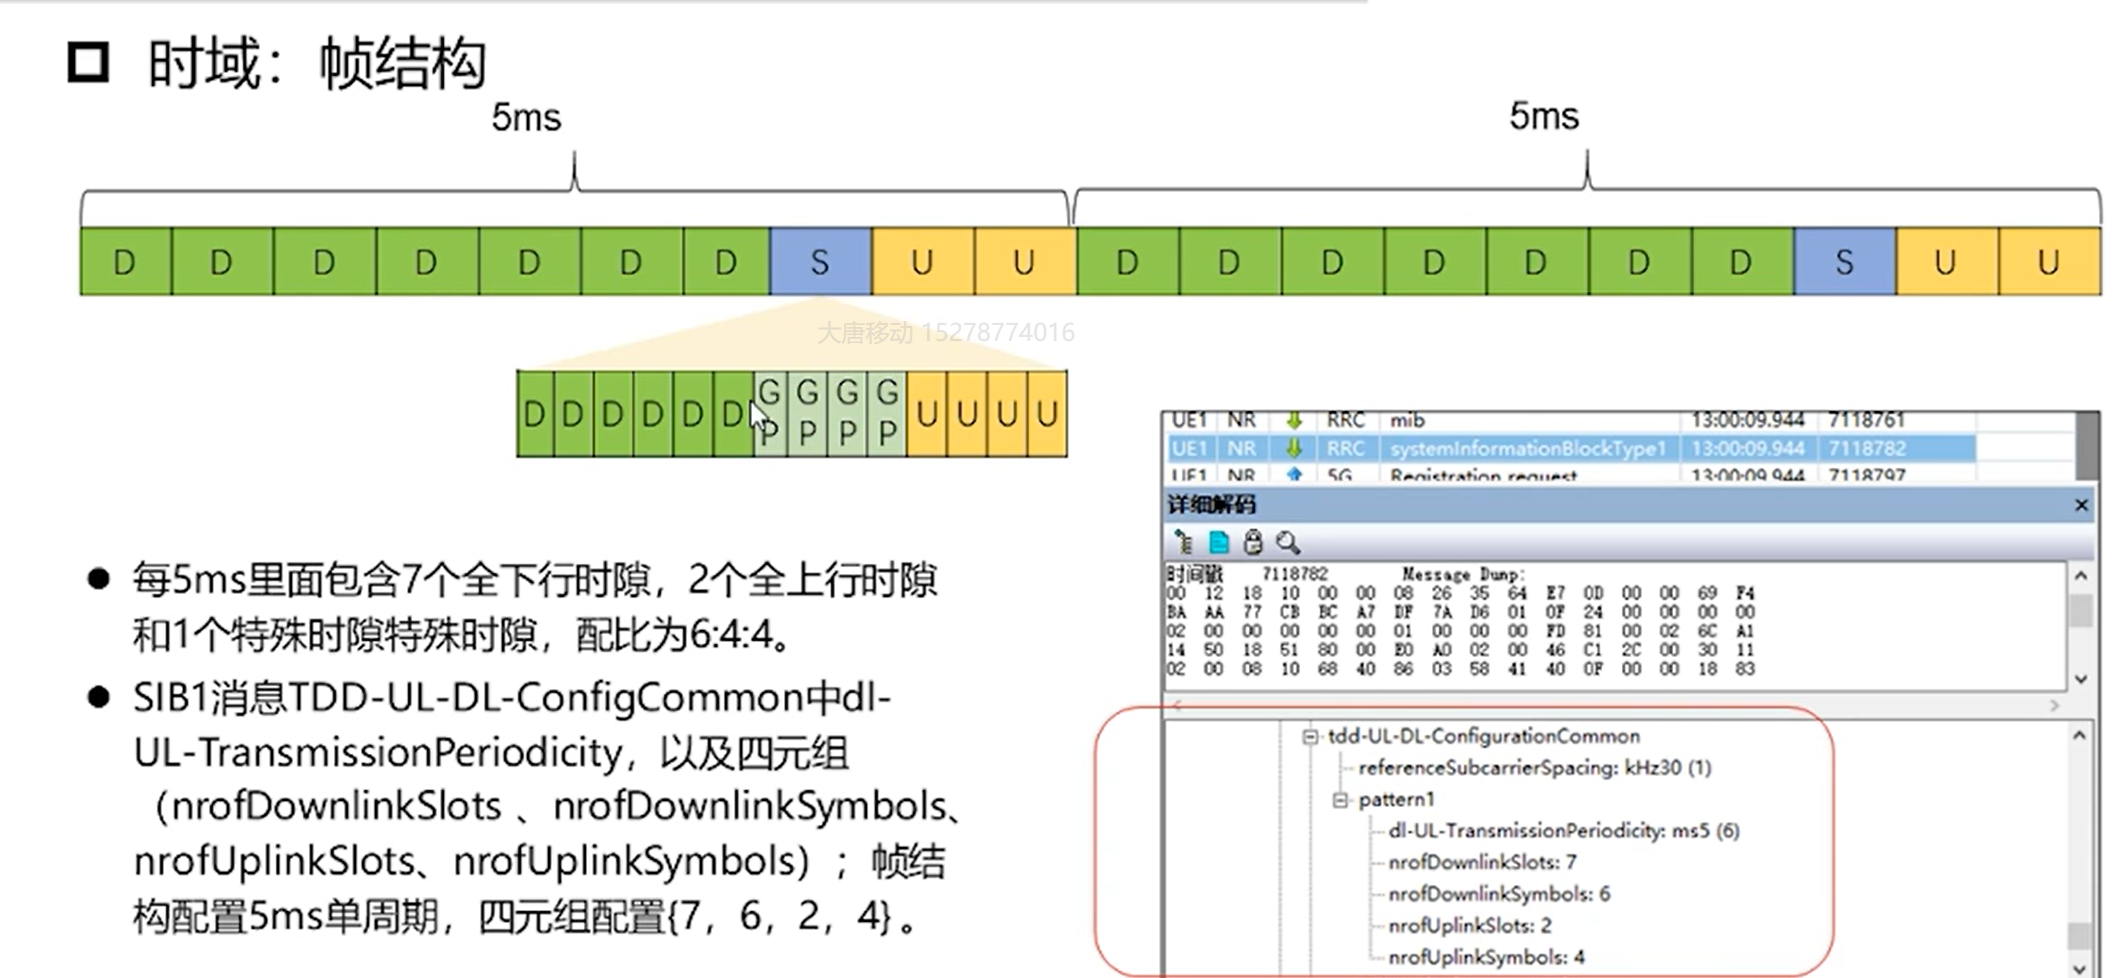 时域：帧结构
5ms
5ms
D D D D D D D S U U D D D D D D D S U U
大唐移动 15278774016
D D D D D D GP GP GP GP U U U U
每5ms里面包含7个全下行时隙，2个全上行时隙
和1个特殊时隙特殊时隙，配比为6:4:4。
SIB1消息TDD-UL-DL-ConfigCommon中dl-
UL-TransmissionPeriodicity，以及四元组
（nrofDownlinkSlots 、nrofDownlinkSymbols、
nrofUplinkSlots、nrofUplinkSymbols）；帧结
构配置5ms单周期，四元组配置{7，6，2，4} 。
UE1 NR RRC mib 13:00:09.944 7118761
UE1 NR RRC systemInformationBlockType1 13:00:09.944 7118782
UE1 NR 5G Registration request 13:00:09.944 7118797
详细解码
时间戳 7118782 Message Dump:
00 12 18 10 00 00 08 26 35 64 E7 0D 00 00 69 F4
BA AA 77 CB BC A7 DF 7A D6 01 0F 24 00 00 00 00
02 00 00 00 00 00 01 00 00 00 FD 81 00 02 6C A1
14 50 18 51 80 00 E0 A0 02 00 46 C1 2C 00 30 11
02 00 08 10 68 40 86 03 58 41 40 0F 00 00 18 83
tdd-UL-DL-ConfigurationCommon
referenceSubcarrierSpacing: kHz30 (1)
pattern1
dl-UL-TransmissionPeriodicity: ms5 (6)
nrofDownlinkSlots: 7
nrofDownlinkSymbols: 6
nrofUplinkSlots: 2
nrofUplinkSymbols: 4